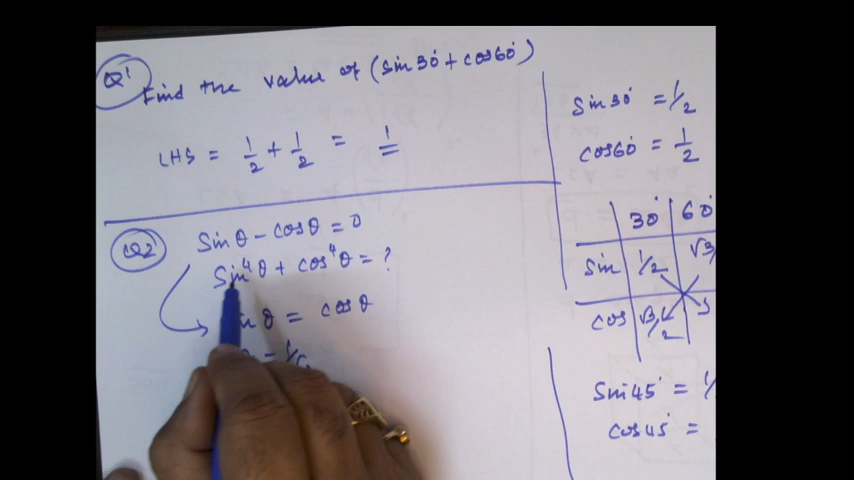 Q1 Find the value of (sin 30° + cos 60°)
LHS = 1/2 + 1/2 = 1
Q2 Sin θ - cos θ = 0
Sin⁴θ + cos⁴θ = ?
θ = cos θ
Sin 30° = 1/2
cos 60° = 1/2
30° 60°
Sin 1/2 √3/
cos √3/2
Sin 45° = 1/
cos 45° =